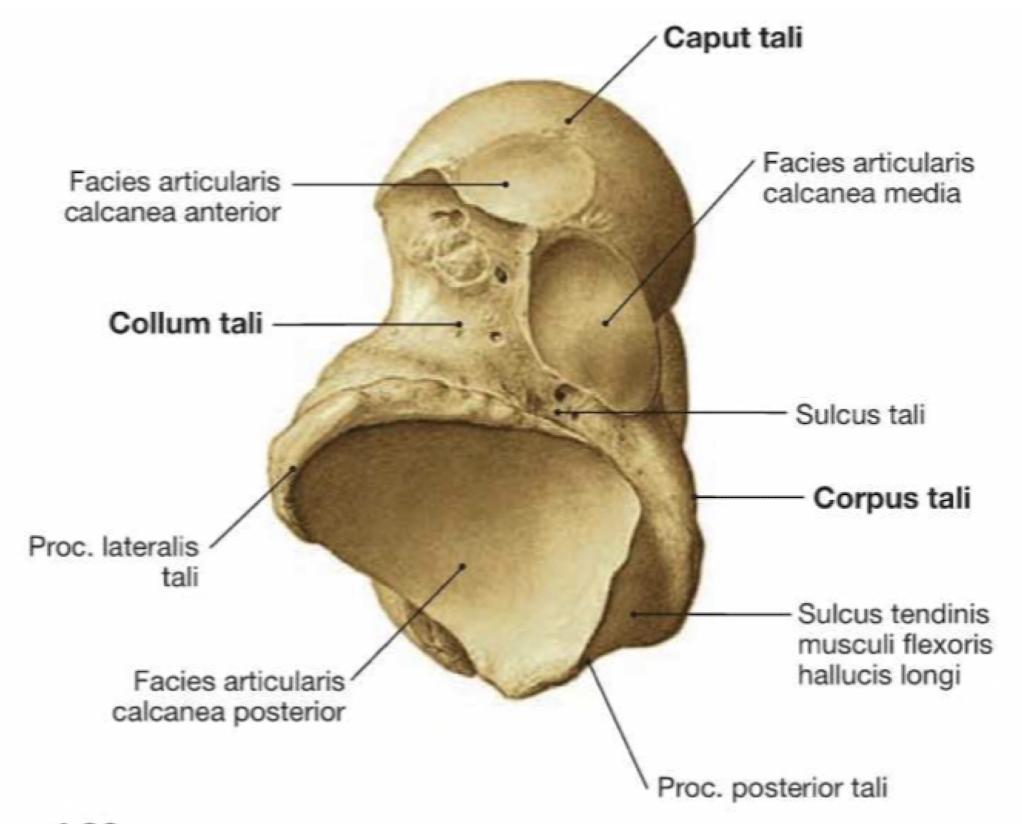 Caput tali
Facies articularis
calcanea media
Facies articularis
calcanea anterior
Collum tali
Sulcus tali
Corpus tali
Proc. lateralis
tali
Sulcus tendinis
musculi flexoris
hallucis longi
Facies articularis
calcanea posterior
Proc. posterior tali